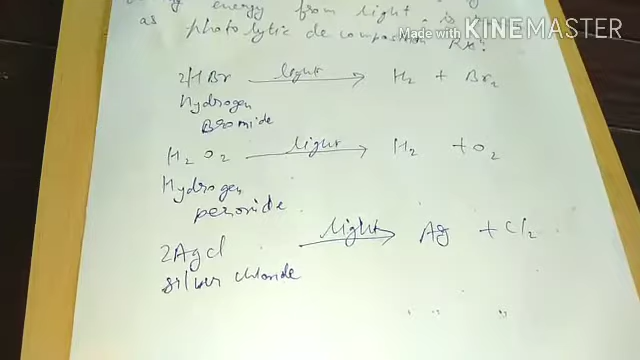 energy from light is
as photolytic decomposition Rx?
Made with KINEMASTER
2HBr light H₂ + Br₂
Hydrogen
Bromide
H₂O₂ light H₂ + O₂
Hydrogen
peroxide
2AgCl light Ag + Cl₂
silver chloride